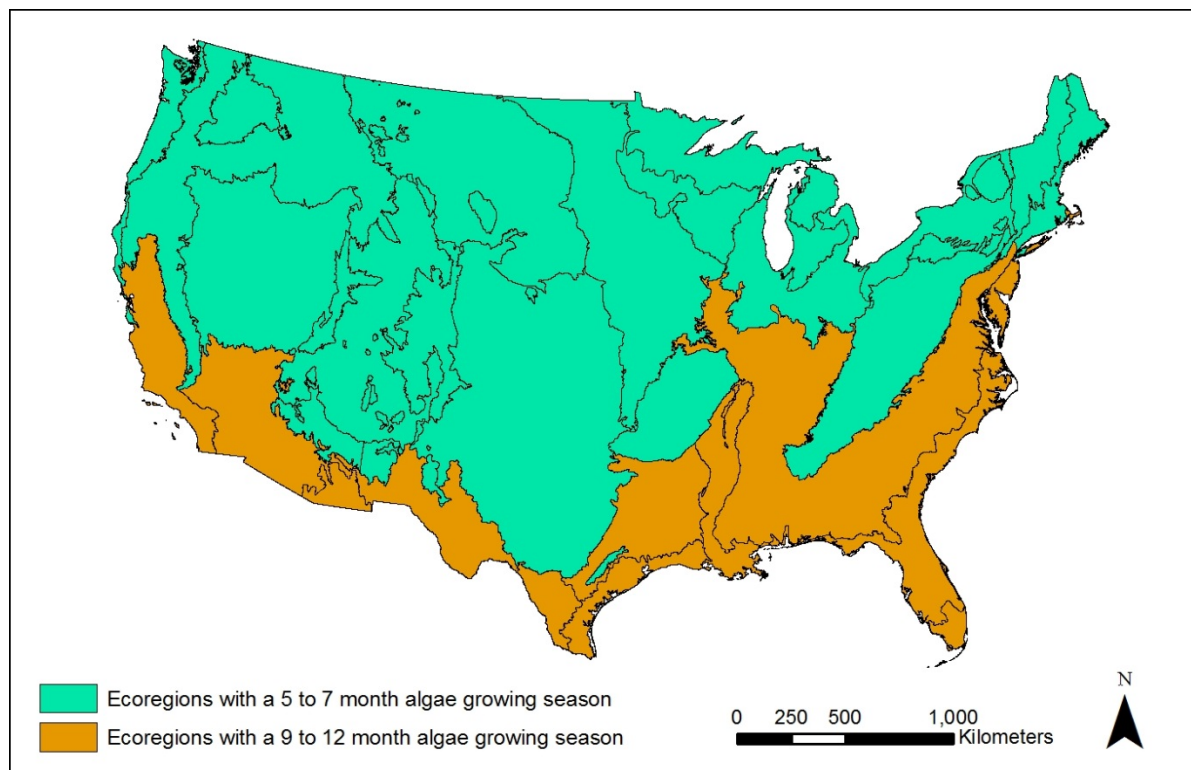 Ecoregions with a 5 to 7 month algae growing season
Ecoregions with a 9 to 12 month algae growing season
0 250 500 1,000
Kilometers
N